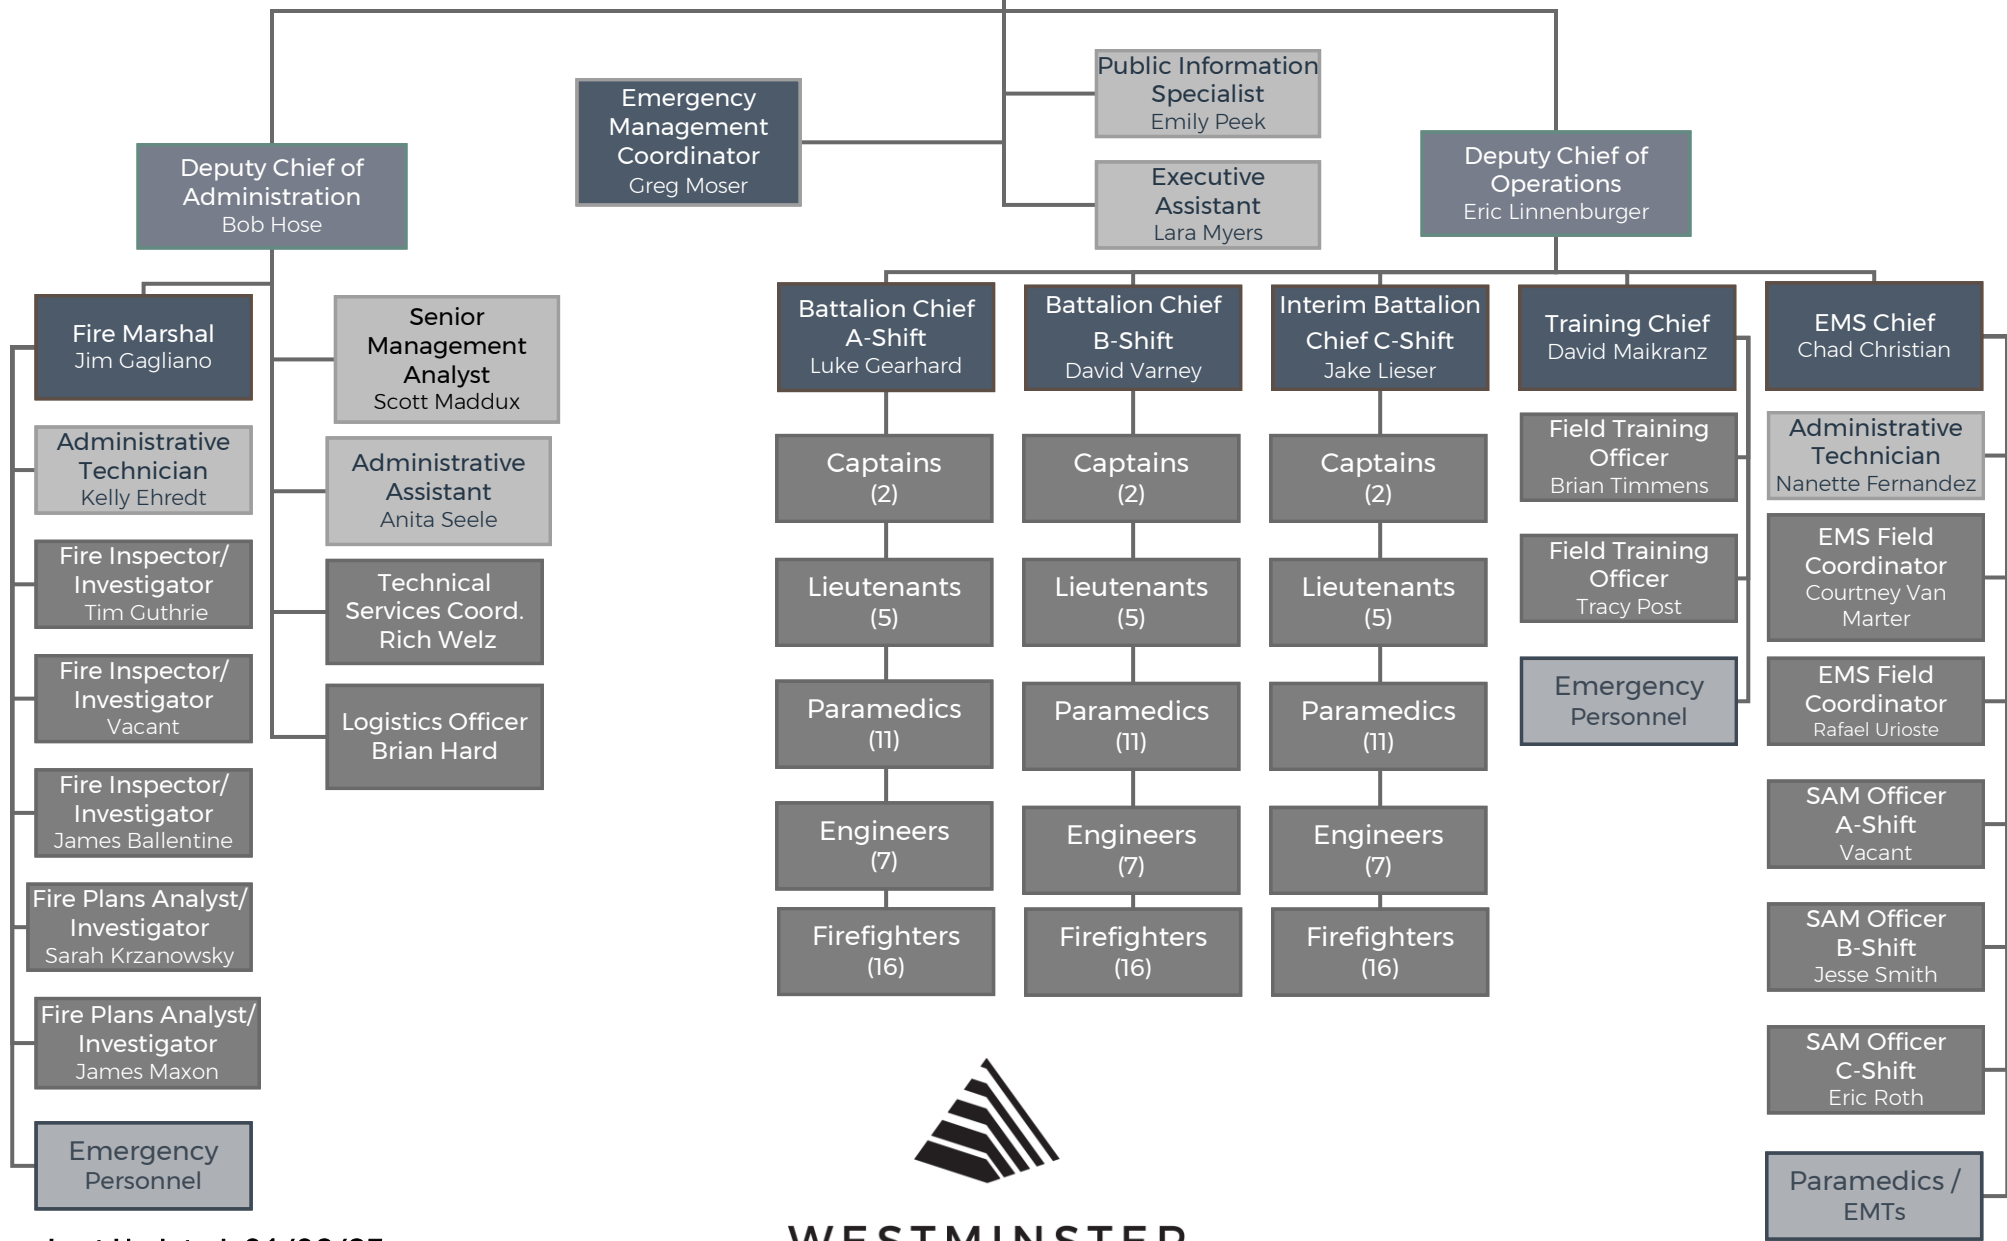 Public Information
Specialist
Emily Peek
Emergency
Management
Coordinator
Greg Moser
Executive
Assistant
Lara Myers
Deputy Chief of
Administration
Bob Hose
Deputy Chief of
Operations
Eric Linnenburger
Fire Marshal
Jim Gagliano
Administrative
Technician
Kelly Ehredt
Fire Inspector/
Investigator
Tim Guthrie
Fire Inspector/
Investigator
Vacant
Fire Inspector/
Investigator
James Ballentine
Fire Plans Analyst/
Investigator
Sarah Krzanowsky
Fire Plans Analyst/
Investigator
James Maxon
Emergency
Personnel
Senior
Management
Analyst
Scott Maddux
Administrative
Assistant
Anita Seele
Technical
Services Coord.
Rich Welz
Logistics Officer
Brian Hard
Battalion Chief
A-Shift
Luke Gearhard
Captains
(2)
Lieutenants
(5)
Paramedics
(11)
Engineers
(7)
Firefighters
(16)
Battalion Chief
B-Shift
David Varney
Captains
(2)
Lieutenants
(5)
Paramedics
(11)
Engineers
(7)
Firefighters
(16)
Interim Battalion
Chief C-Shift
Jake Lieser
Captains
(2)
Lieutenants
(5)
Paramedics
(11)
Engineers
(7)
Firefighters
(16)
Training Chief
David Maikranz
Field Training
Officer
Brian Timmens
Field Training
Officer
Tracy Post
Emergency
Personnel
EMS Chief
Chad Christian
Administrative
Technician
Nanette Fernandez
EMS Field
Coordinator
Courtney Van
Marter
EMS Field
Coordinator
Rafael Urioste
SAM Officer
A-Shift
Vacant
SAM Officer
B-Shift
Jesse Smith
SAM Officer
C-Shift
Eric Roth
Paramedics /
EMTs
WESTMINSTER